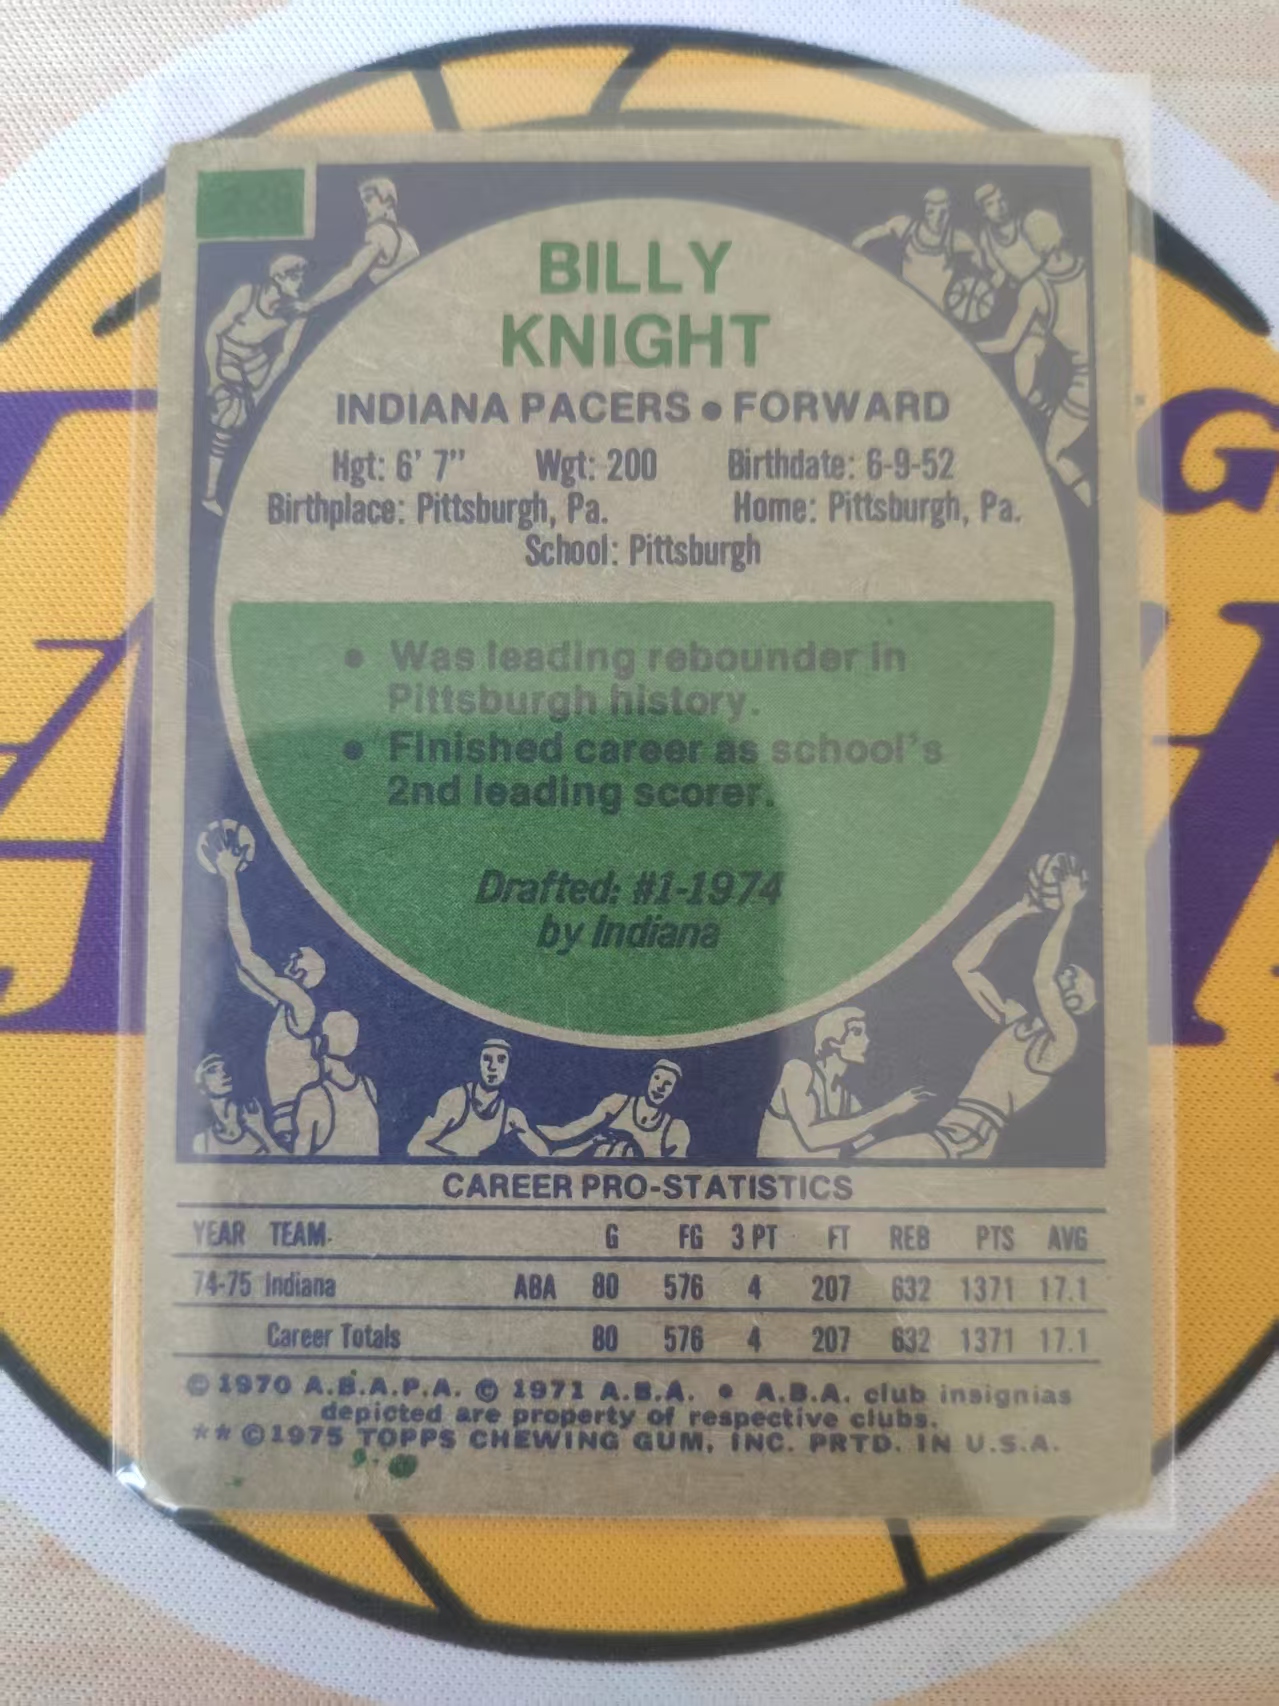 BILLY
KNIGHT
INDIANA PACERS • FORWARD
Hgt: 6' 7" Wgt: 200 Birthdate: 6-9-52
Birthplace: Pittsburgh, Pa. Home: Pittsburgh, Pa.
School: Pittsburgh
• Was leading rebounder in
Pittsburgh history.
• Finished career as school's
2nd leading scorer.
Drafted: #1-1974
by Indiana
CAREER PRO-STATISTICS
YEAR TEAM G FG 3 PT FT REB PTS AVG
74-75 Indiana ABA 80 576 4 207 632 1371 17.1
Career Totals 80 576 4 207 632 1371 17.1
© 1970 A.B.A.P.A. © 1971 A.B.A. • A.B.A. club insignias
depicted are property of respective clubs.
** © 1975 TOPPS CHEWING GUM, INC. PRTD. IN U.S.A.